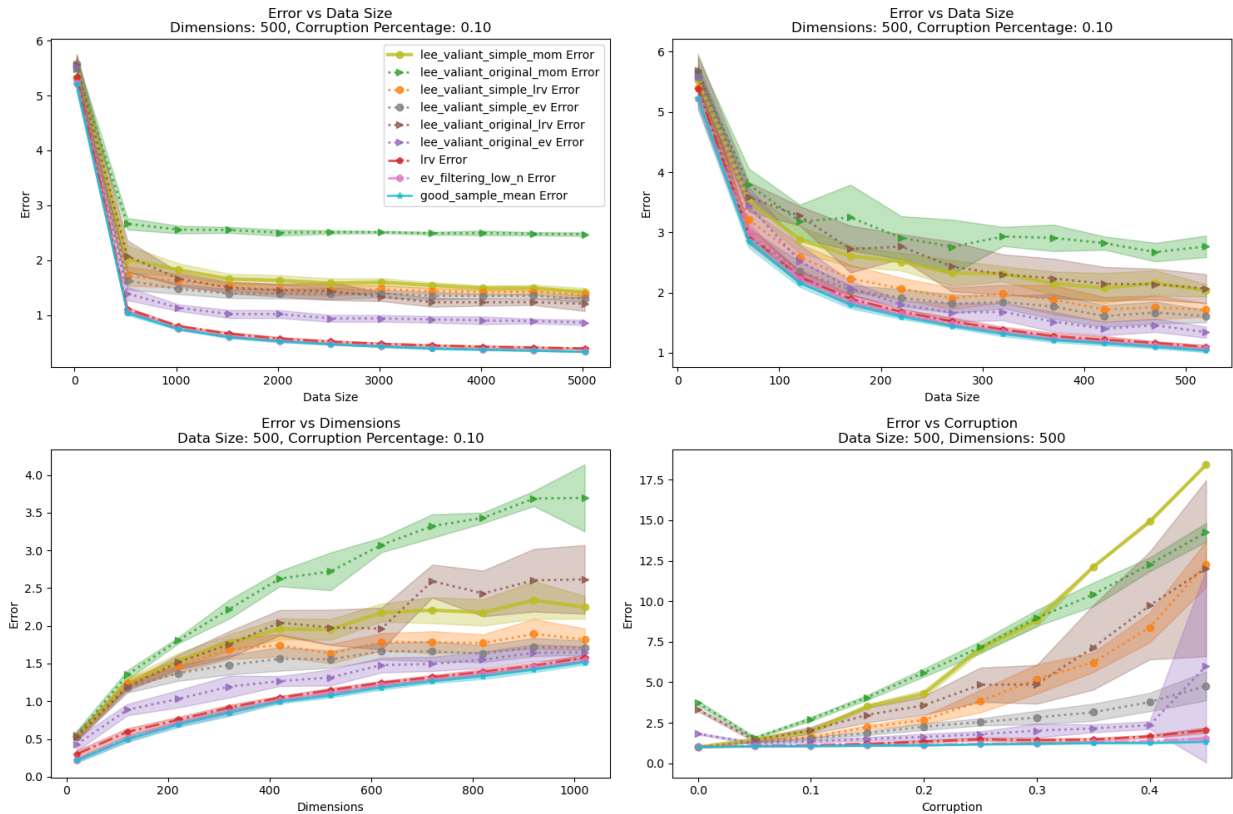 Error vs Data Size
Dimensions: 500, Corruption Percentage: 0.10
6
5
4
3
2
1
Error
0
1000
2000
3000
4000
5000
Data Size
lee_valiant_simple_mom Error
lee_valiant_original_mom Error
lee_valiant_simple_lrv Error
lee_valiant_simple_ev Error
lee_valiant_original_lrv Error
lee_valiant_original_ev Error
lrv Error
ev_filtering_low_n Error
good_sample_mean Error
Error vs Data Size
Dimensions: 500, Corruption Percentage: 0.10
6
5
4
3
2
1
Error
0
100
200
300
400
500
Data Size
Error vs Dimensions
Data Size: 500, Corruption Percentage: 0.10
4.0
3.5
3.0
2.5
2.0
1.5
1.0
0.5
0.0
Error
0
200
400
600
800
1000
Dimensions
Error vs Corruption
Data Size: 500, Dimensions: 500
17.5
15.0
12.5
10.0
7.5
5.0
2.5
0.0
Error
0.0
0.1
0.2
0.3
0.4
Corruption